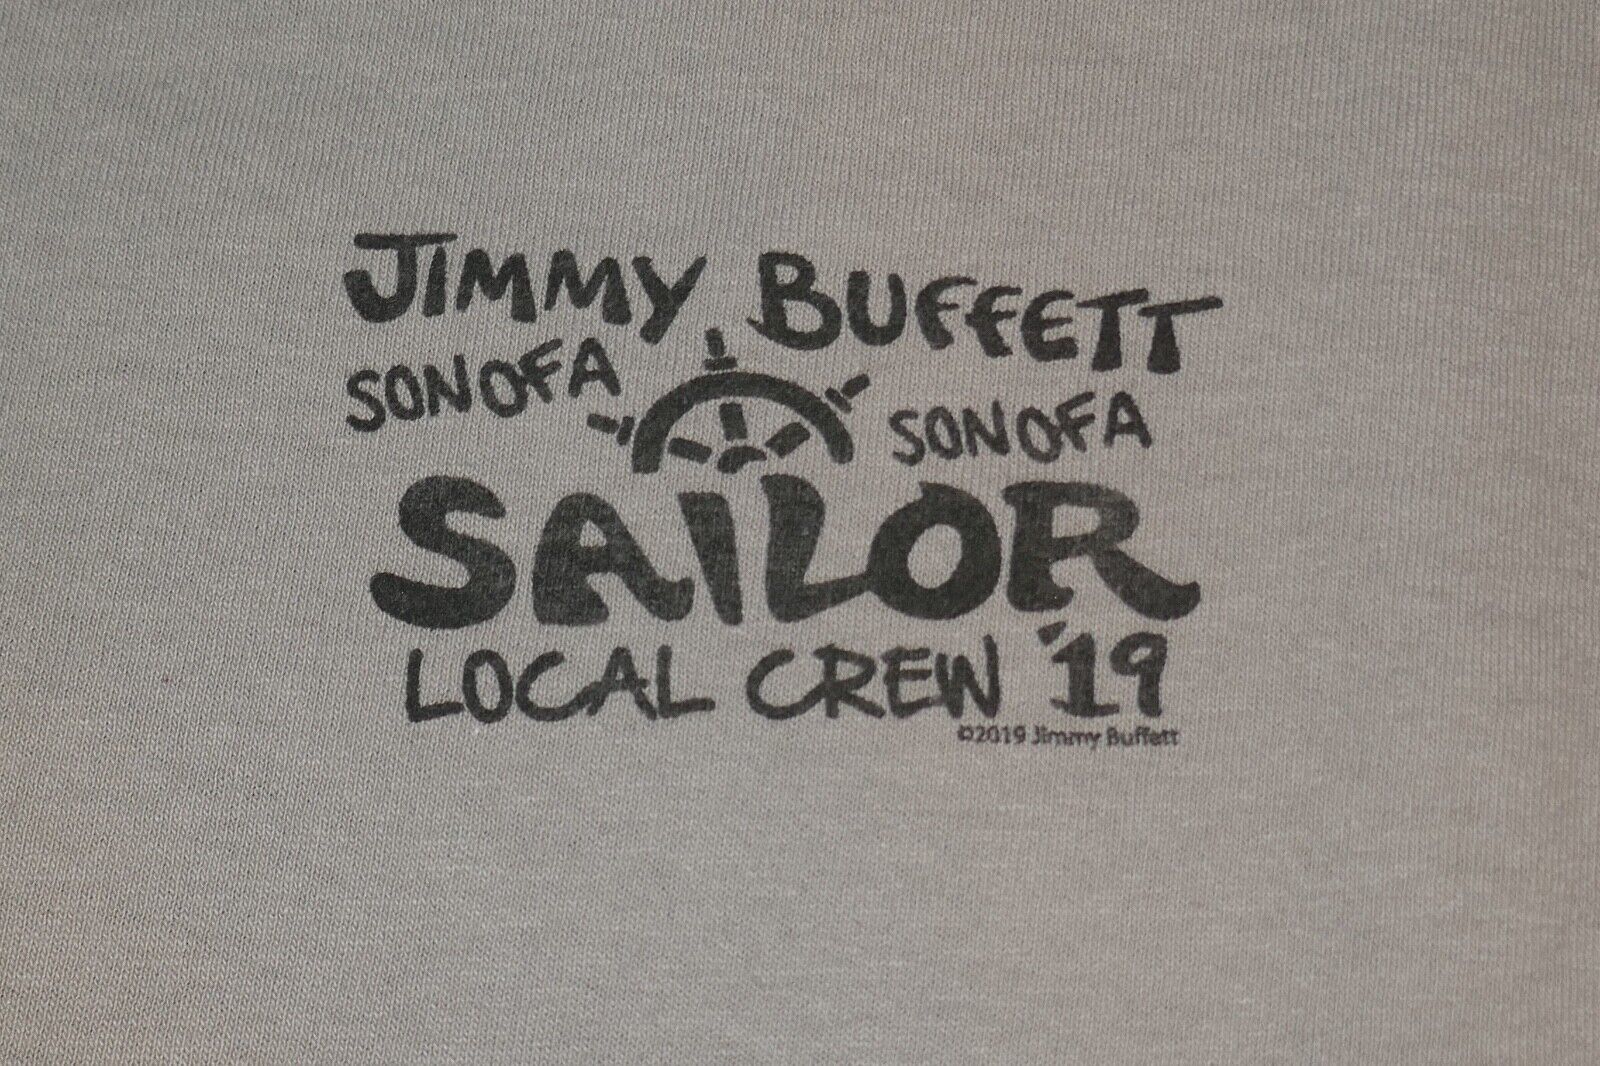 JIMMY BUFFETT
SONOFA SONOFA
SAILOR
LOCAL CREW '19
©2019 Jimmy Buffett